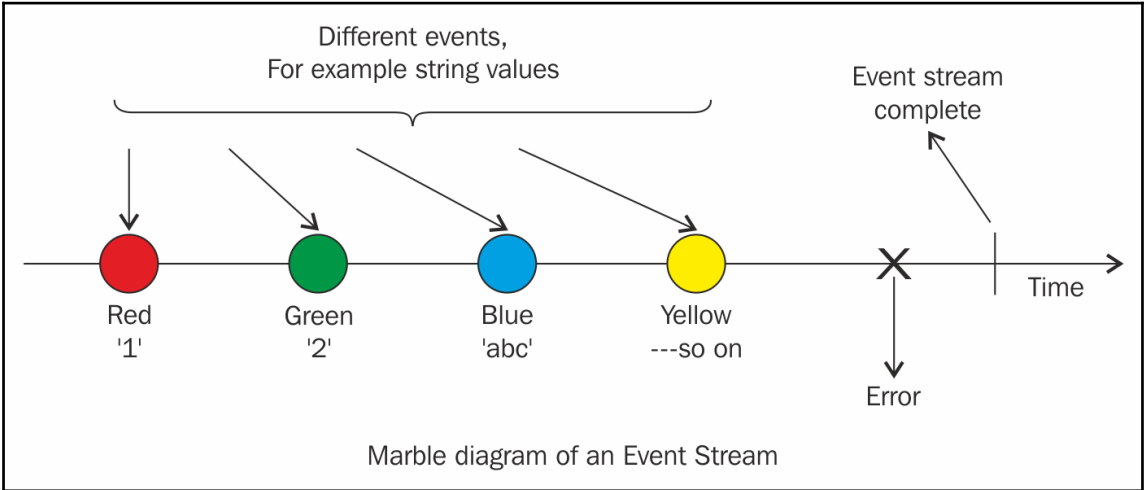 Different events,
For example string values
Event stream
complete
Time
Red
'1'
Green
'2'
Blue
'abc'
Yellow
---so on
Error
Marble diagram of an Event Stream